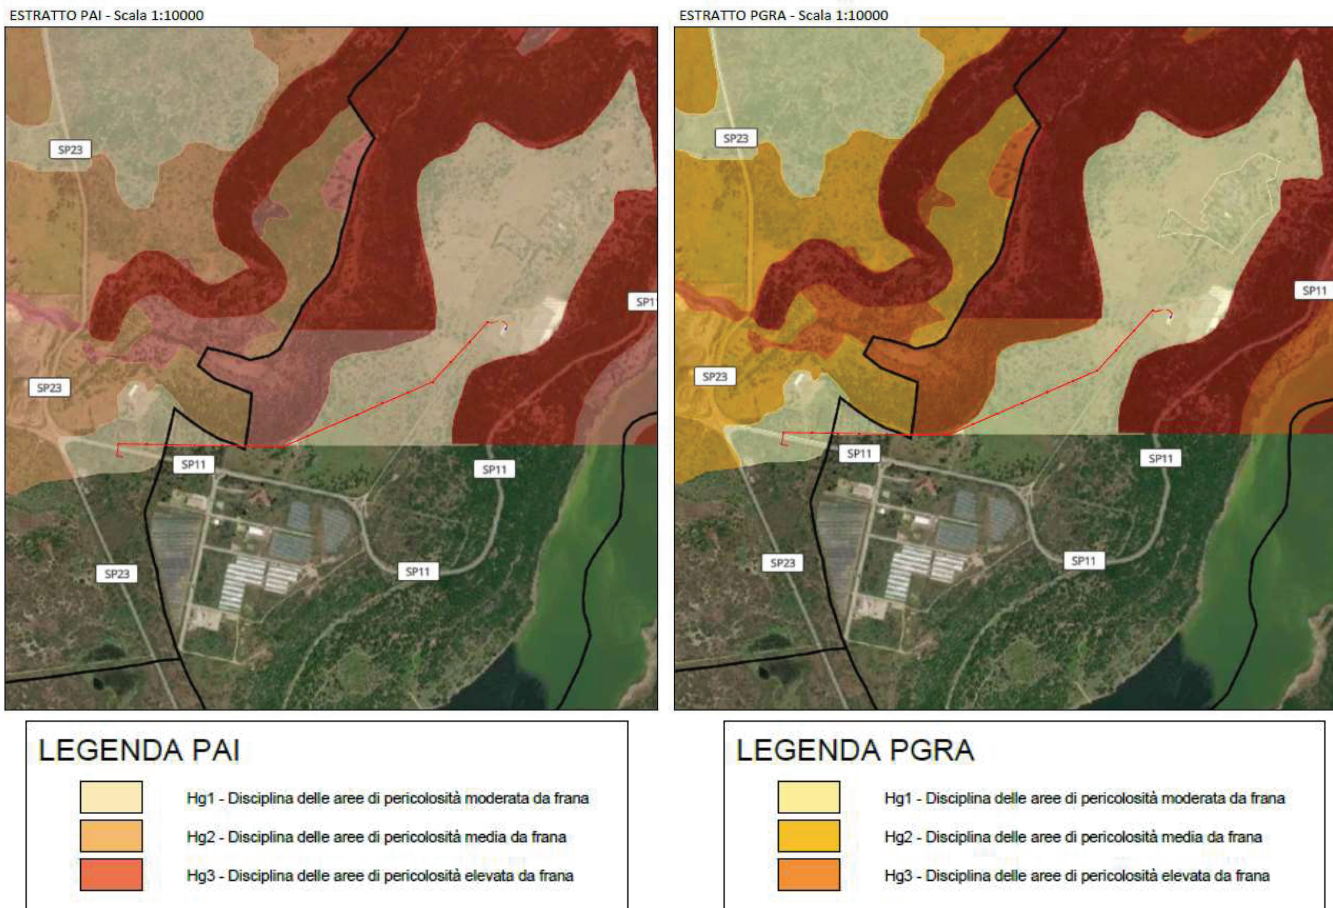 ESTRATTO PAI - Scala 1:10000
SP23
SP11
SP23
SP11
SP11
SP23
SP11
LEGENDA PAI
Hg1 - Disciplina delle aree di pericolosità moderata da frana
Hg2 - Disciplina delle aree di pericolosità media da frana
Hg3 - Disciplina delle aree di pericolosità elevata da frana
ESTRATTO PGRA - Scala 1:10000
SP23
SP11
SP23
SP11
SP11
SP23
SP11
LEGENDA PGRA
Hg1 - Disciplina delle aree di pericolosità moderata da frana
Hg2 - Disciplina delle aree di pericolosità media da frana
Hg3 - Disciplina delle aree di pericolosità elevata da frana